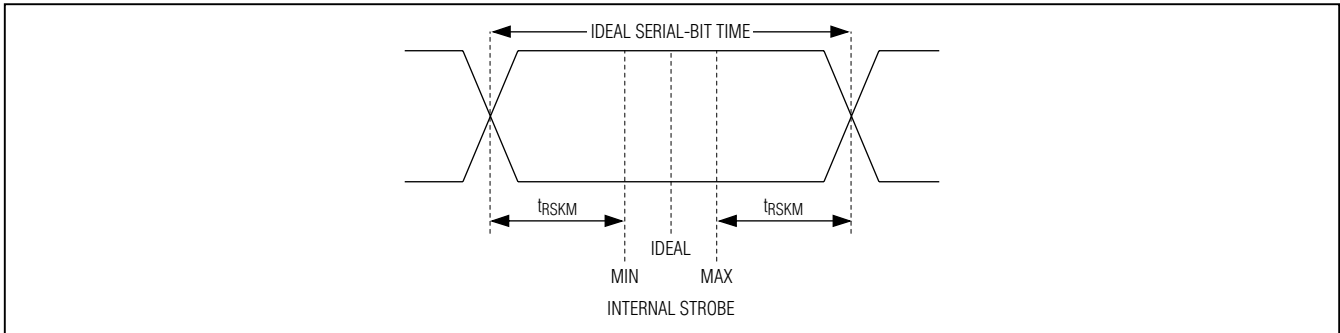 IDEAL SERIAL-BIT TIME
tRSKM tRSKM
IDEAL
MIN MAX
INTERNAL STROBE